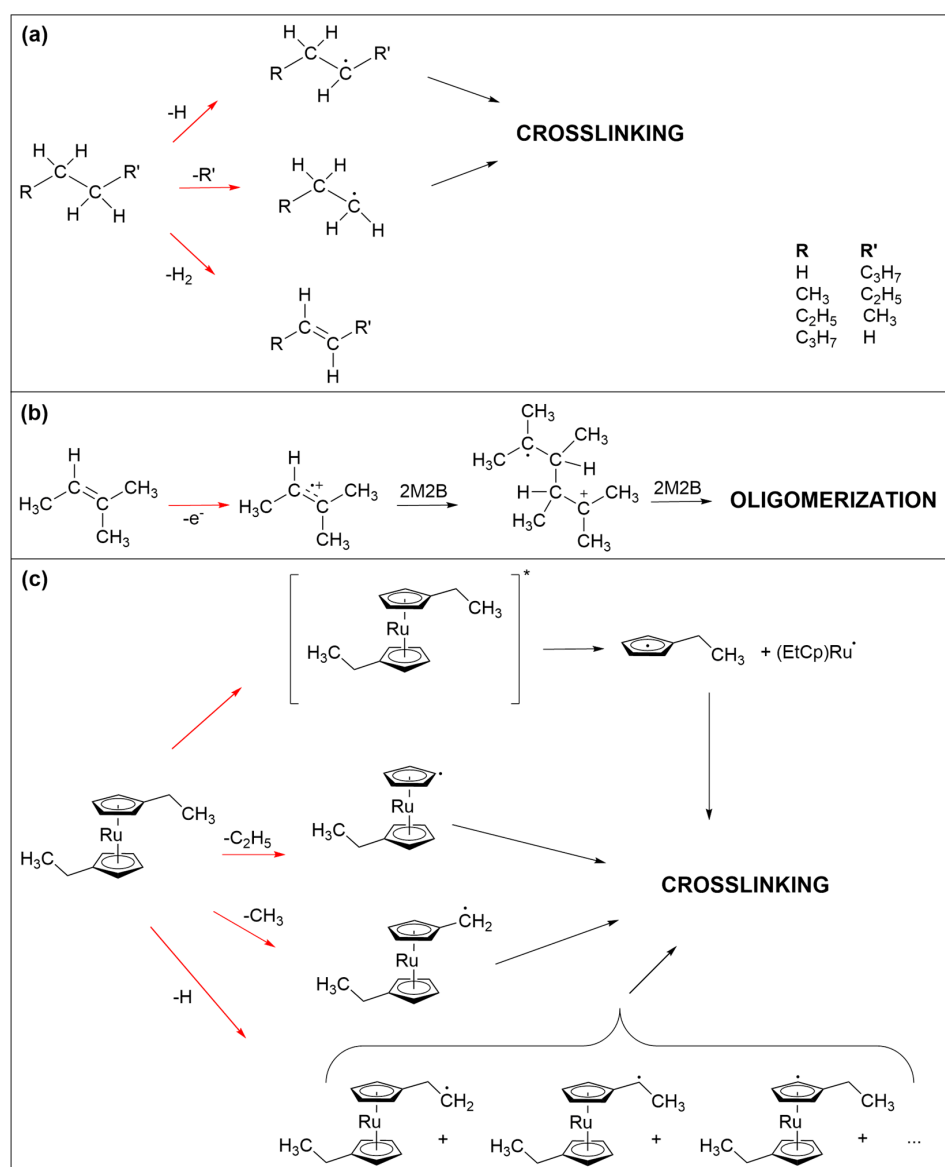 (a)
H H
C R'
R C·
H
-H
CROSSLINKING
H H
C R'
R C
H H
-R'
H H
C
R C·
H H
-H₂
H
C R'
R C
H
R R'
H C₃H₇
CH₃ C₂H₅
C₂H₅ CH₃
C₃H₇ H
(b)
H
H₃C CH₃
CH₃
-e⁻
H
·+
H₃C CH₃
CH₃
2M2B
CH₃
CH₃
C·
H₃C C H
H C + CH₃
C
CH₃ CH₃
2M2B
OLIGOMERIZATION
(c)
*
CH₃
Ru
H₃C
·
CH₃
+ (EtCp)Ru·
CH₃
Ru
H₃C
-C₂H₅
·
Ru
H₃C
CROSSLINKING
-CH₃
·
CH₂
Ru
H₃C
-H
·
CH₂
Ru
H₃C
+
·
CH₃
Ru
H₃C
+
·
CH₃
Ru
H₃C
+ ...